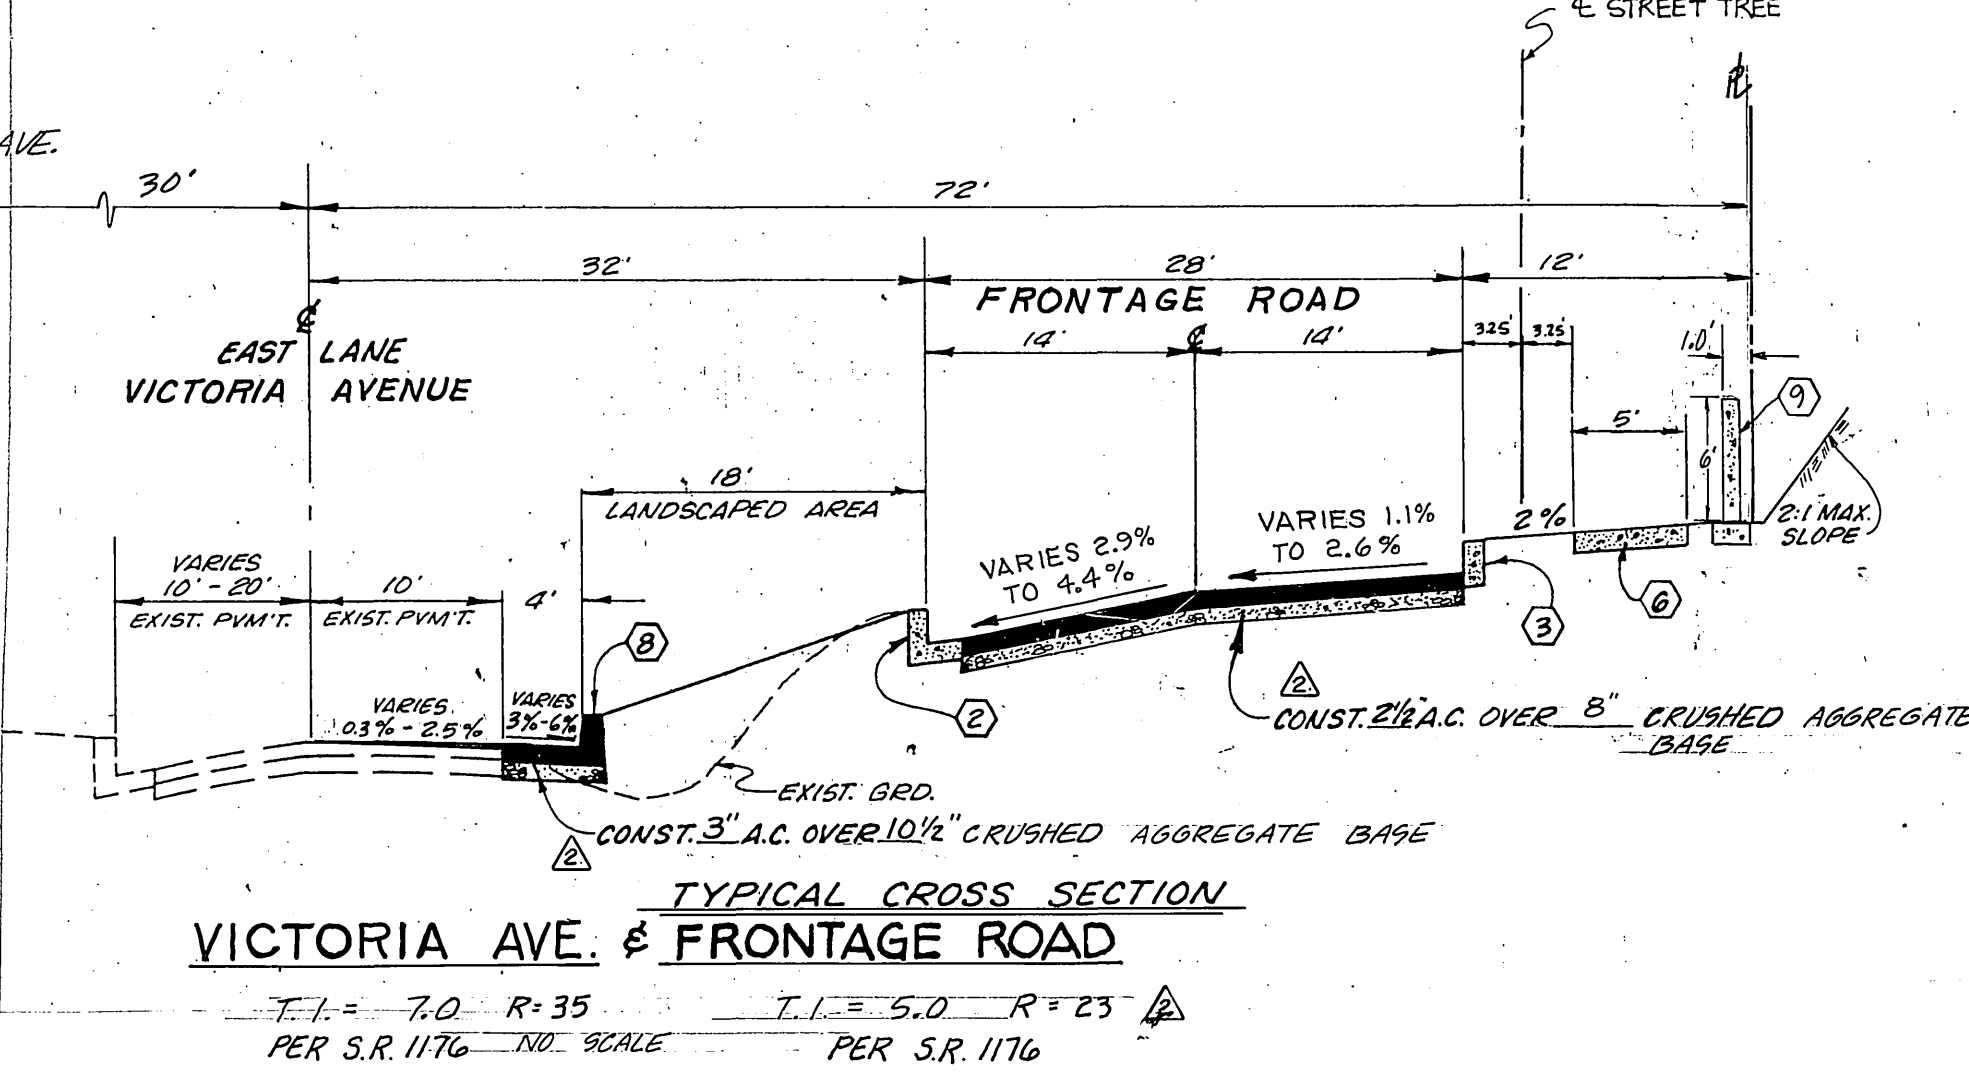 ℄ STREET TREE
℄
AVE.
30'
72'
32'
28'
12'
FRONTAGE ROAD
℄
EAST LANE
VICTORIA AVENUE
14'
℄
14'
3.25'
3.25'
1.0'
9
5'
6'
18'
LANDSCAPED AREA
VARIES 2.9%
TO 4.4%
VARIES 1.1%
TO 2.6%
2%
2:1 MAX.
SLOPE
VARIES
10' - 20'
EXIST. PVM'T.
10'
EXIST. PVM'T.
4'
8
6
3
2
VARIES
0.3% - 2.5%
VARIES
3%-6%
2
CONST. 2 1/2" A.C. OVER 8" CRUSHED AGGREGATE
BASE
EXIST. GRD.
CONST. 3" A.C. OVER 10 1/2" CRUSHED AGGREGATE BASE
2
TYPICAL CROSS SECTION
VICTORIA AVE. & FRONTAGE ROAD
T.I. = 7.0 R=35
T.I. = 5.0 R = 23
2
PER S.R. 1176
NO SCALE
PER S.R. 1176